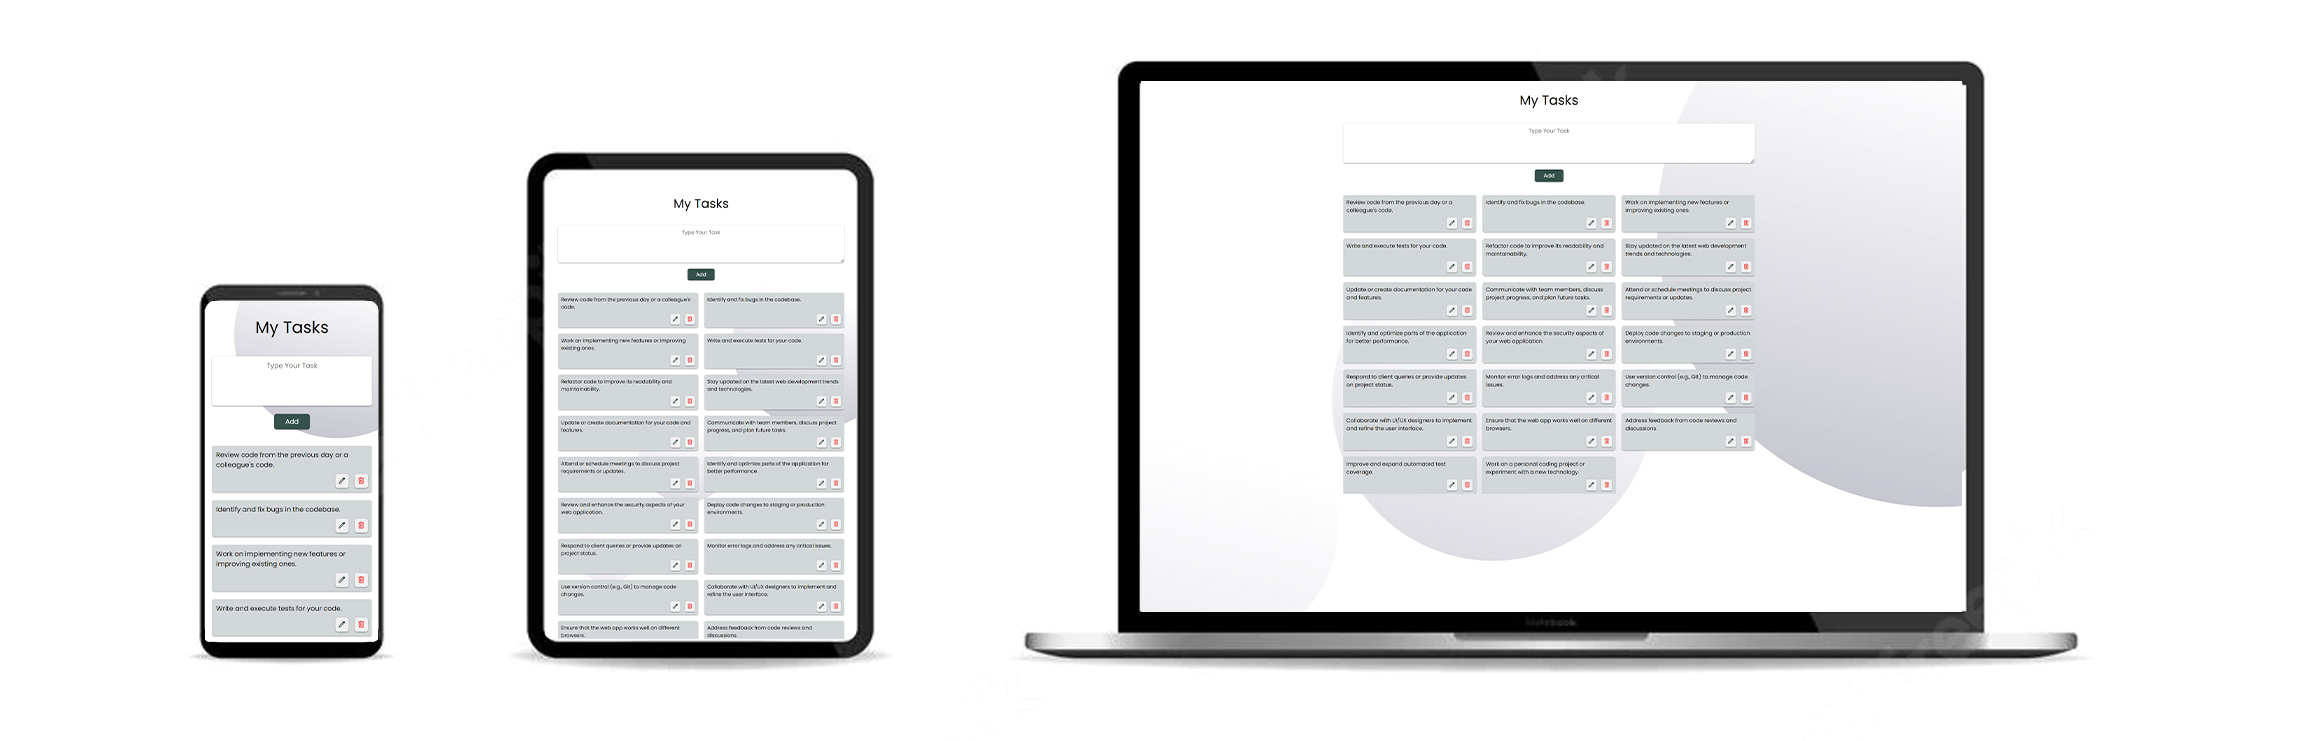 My Tasks
Type Your Task
Add
Review code from the previous day or a
colleague's code.
Identify and fix bugs in the codebase.
Work on implementing new features or
improving existing ones.
Write and execute tests for your code.
My Tasks
Type Your Task
Add
Review code from the previous day or a colleague's
code.
Identify and fix bugs in the codebase.
Work on implementing new features or improving
existing ones.
Write and execute tests for your code.
Refactor code to improve its readability and
maintainability.
Stay updated on the latest web development trends
and technologies.
Update or create documentation for your code and
features.
Communicate with team members, discuss project
progress, and plan future tasks.
Attend or schedule meetings to discuss project
requirements or updates.
Identify and optimize parts of the application for
better performance.
Review and enhance the security aspects of your
web application.
Deploy code changes to staging or production
environments.
Respond to client queries or provide updates on
project status.
Monitor error logs and address any critical issues.
Use version control (e.g., Git) to manage code
changes.
Collaborate with UI/UX designers to implement and
refine the user interface.
Ensure that the web app works well on different
browsers.
Address feedback from code reviews and
discussions.
My Tasks
Type Your Task
Add
Review code from the previous day or a
colleague's code.
Identify and fix bugs in the codebase.
Work on implementing new features or
improving existing ones.
Write and execute tests for your code.
Refactor code to improve its readability and
maintainability.
Stay updated on the latest web development
trends and technologies.
Update or create documentation for your code
and features.
Communicate with team members, discuss
project progress, and plan future tasks.
Attend or schedule meetings to discuss project
requirements or updates.
Identify and optimize parts of the application
for better performance.
Review and enhance the security aspects of
your web application.
Deploy code changes to staging or production
environments.
Respond to client queries or provide updates
on project status.
Monitor error logs and address any critical
issues.
Use version control (e.g., Git) to manage code
changes.
Collaborate with UI/UX designers to implement
and refine the user interface.
Ensure that the web app works well on different
browsers.
Address feedback from code reviews and
discussions.
Improve and expand automated test
coverage.
Work on a personal coding project or
experiment with a new technology.
Notebook